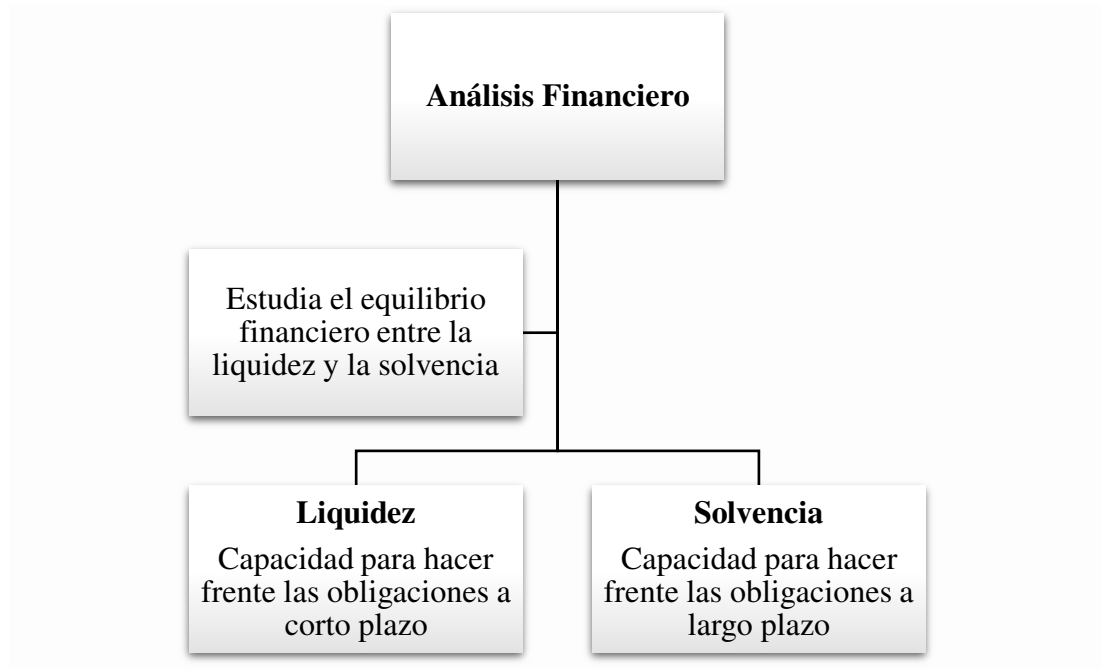 Análisis Financiero
Estudia el equilibrio
financiero entre la
liquidez y la solvencia
Liquidez
Capacidad para hacer
frente las obligaciones a
corto plazo
Solvencia
Capacidad para hacer
frente las obligaciones a
largo plazo